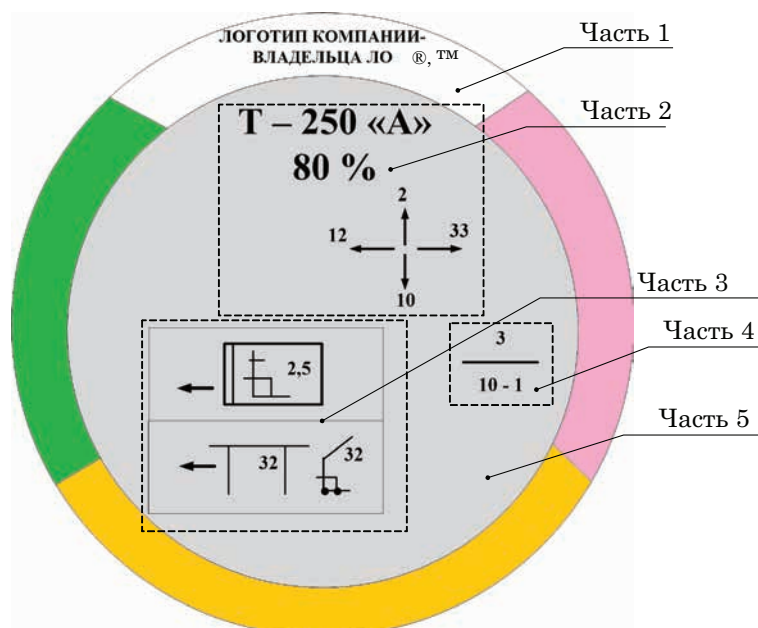 ЛОГОТИП КОМПАНИИ-
ВЛАДЕЛЬЦА ЛО ®, ™
Часть 1
Т – 250 «А»
Часть 2
80 %
2
12
33
10
Часть 3
3
Часть 4
10 - 1
2,5
Часть 5
32
32